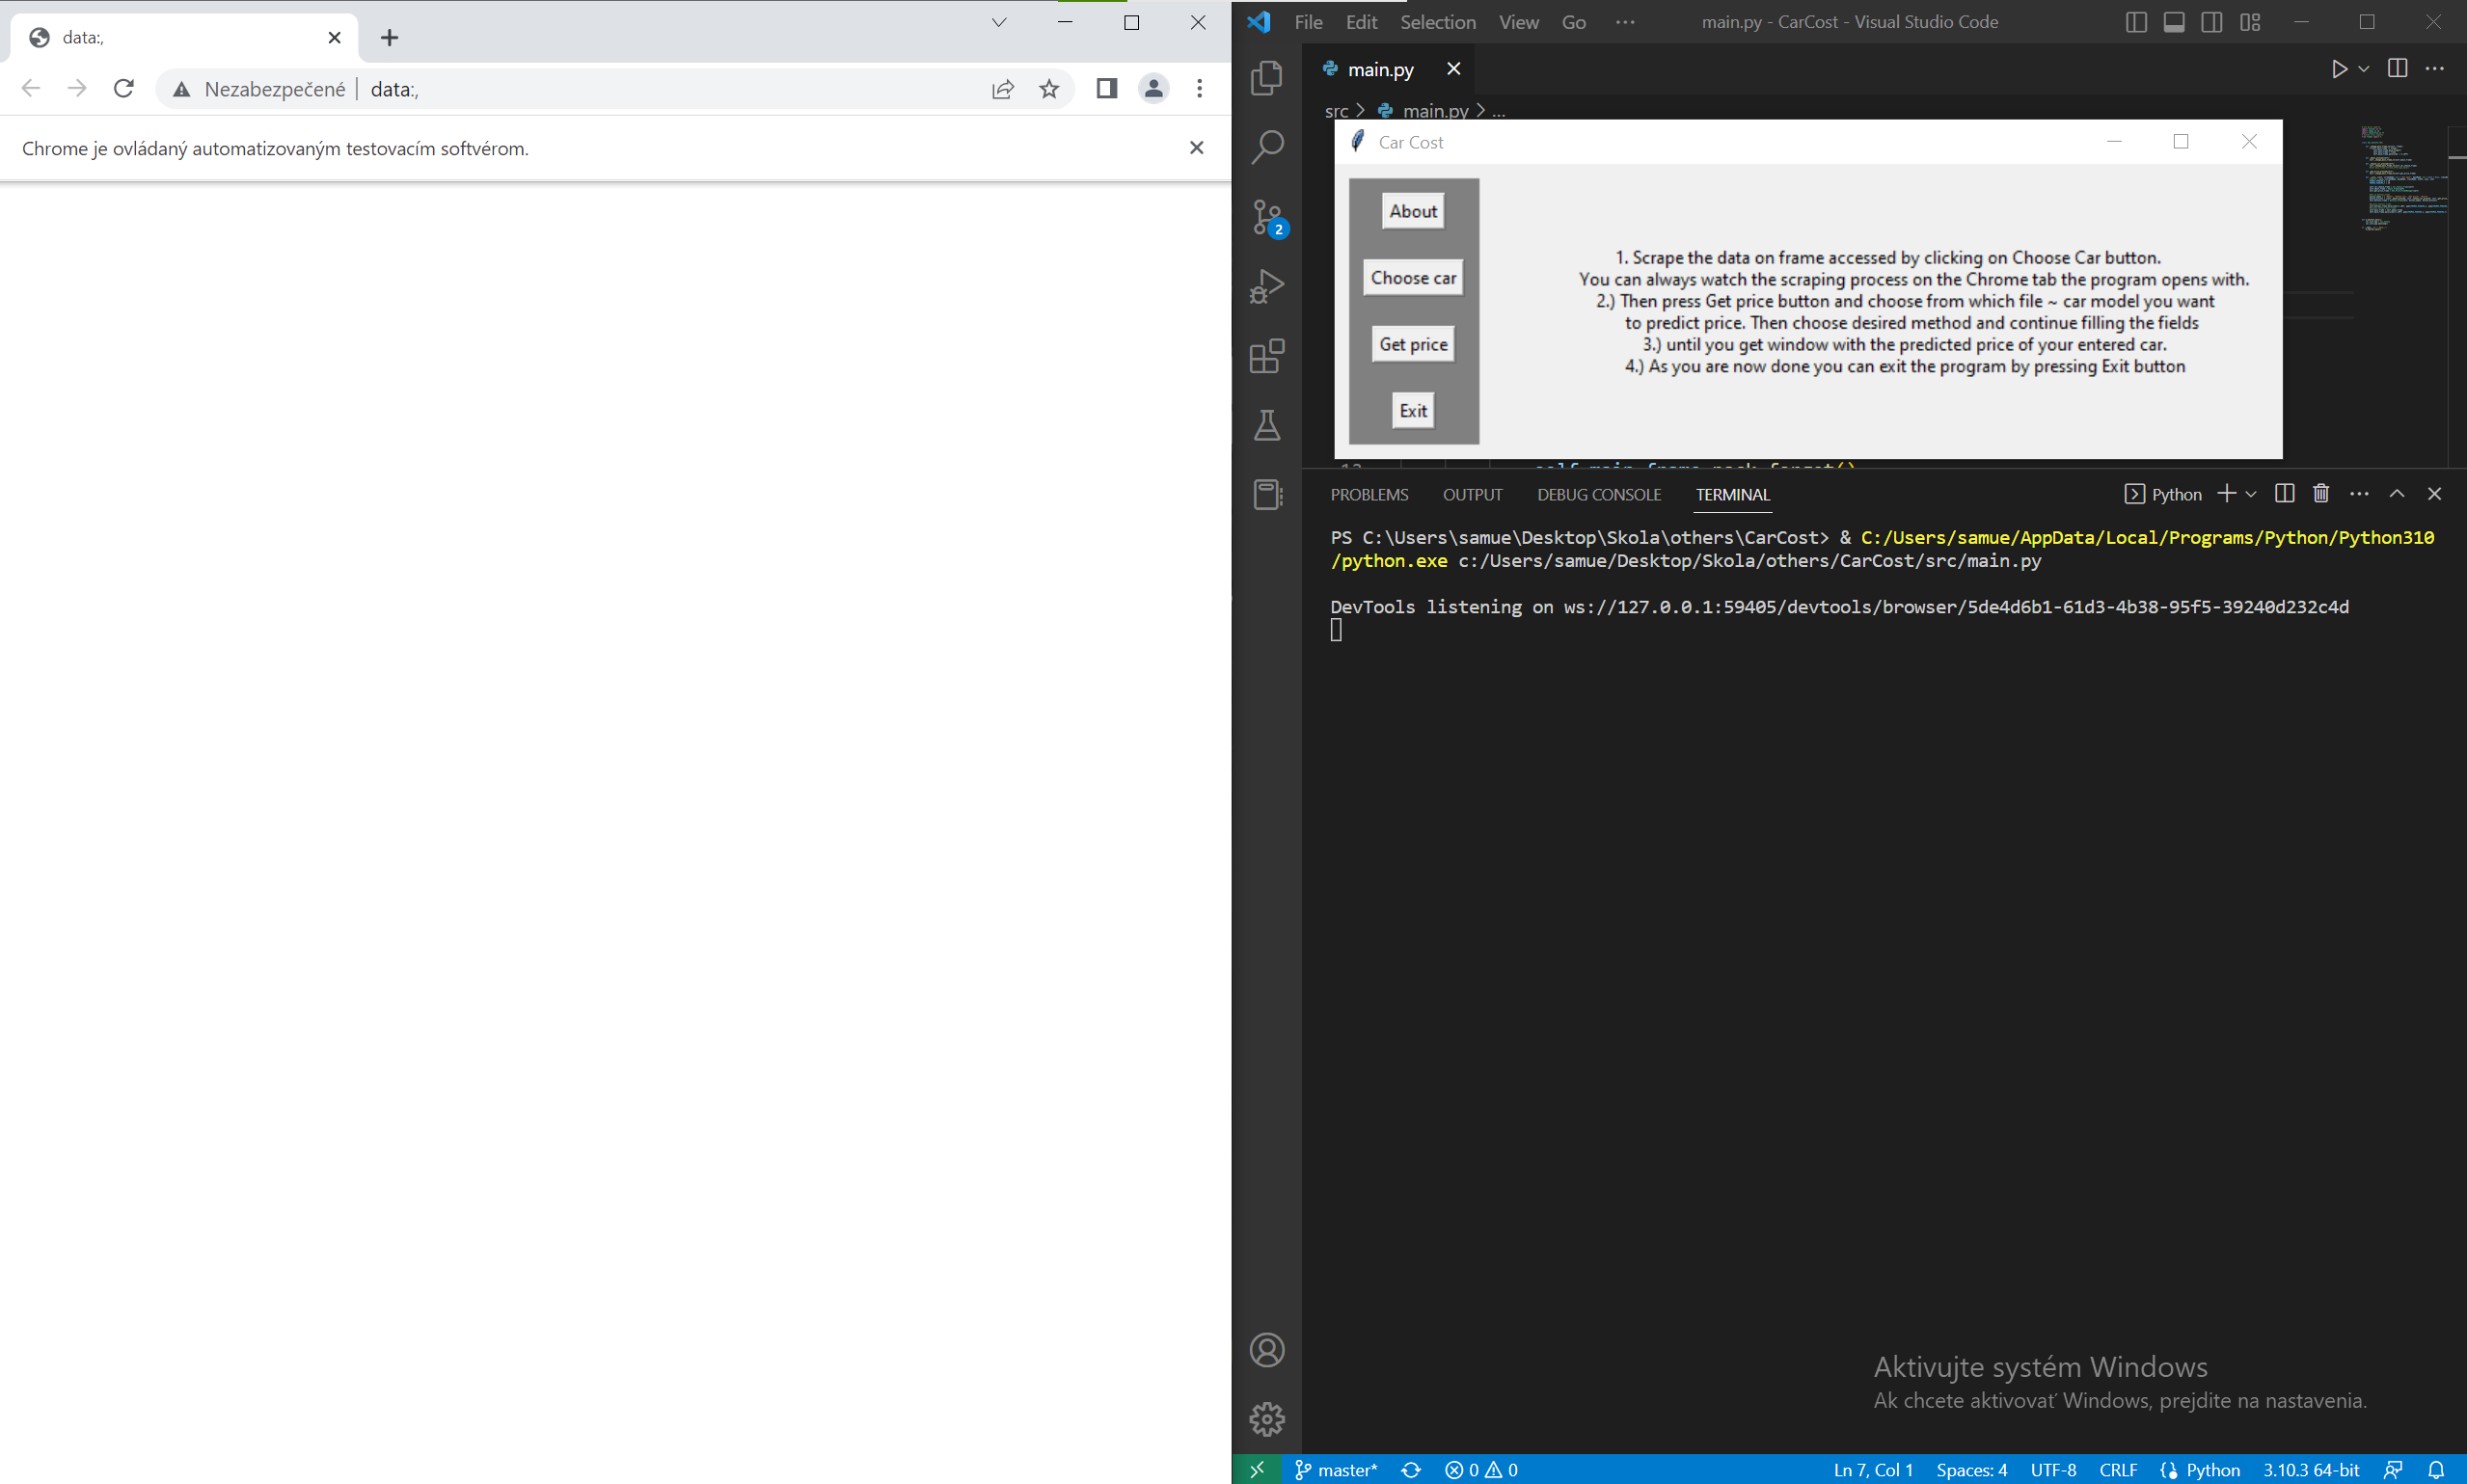 data:,
Nezabezpečené
data:,
Chrome je ovládaný automatizovaným testovacím softvérom.
File Edit Selection View Go ···
main.py - CarCost - Visual Studio Code
main.py
src > main.py > ...
2
Car Cost
About
Choose car
Get price
Exit
1. Scrape the data on frame accessed by clicking on Choose Car button.
You can always watch the scraping process on the Chrome tab the program opens with.
2.) Then press Get price button and choose from which file ~ car model you want
to predict price. Then choose desired method and continue filling the fields
3.) until you get window with the predicted price of your entered car.
4.) As you are now done you can exit the program by pressing Exit button
PROBLEMS OUTPUT DEBUG CONSOLE TERMINAL
Python
PS C:\Users\samue\Desktop\Skola\others\CarCost> & C:/Users/samue/AppData/Local/Programs/Python/Python310
/python.exe c:/Users/samue/Desktop/Skola/others/CarCost/src/main.py
DevTools listening on ws://127.0.0.1:59405/devtools/browser/5de4d6b1-61d3-4b38-95f5-39240d232c4d
Aktivujte systém Windows
Ak chcete aktivovať Windows, prejdite na nastavenia.
master* 0 0
Ln 7, Col 1 Spaces: 4 UTF-8 CRLF Python 3.10.3 64-bit